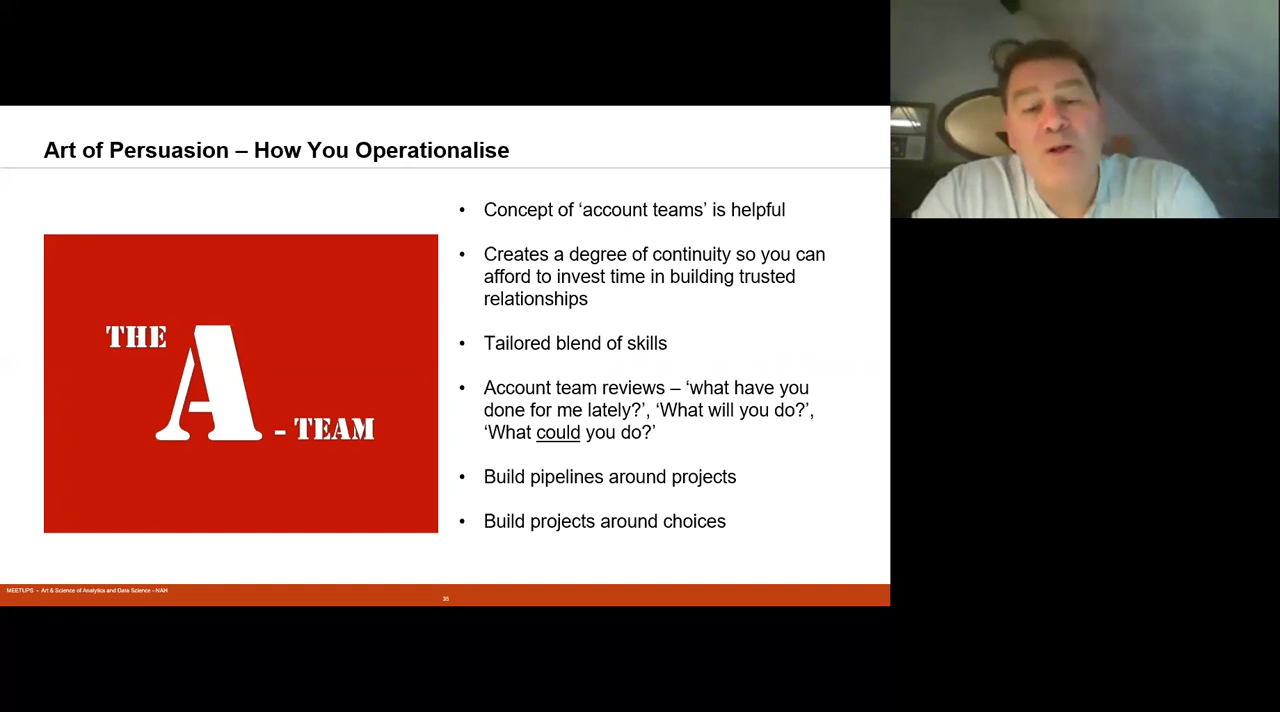 Art of Persuasion – How You Operationalise
THE A - TEAM
• Concept of ‘account teams’ is helpful
• Creates a degree of continuity so you can
afford to invest time in building trusted
relationships
• Tailored blend of skills
• Account team reviews – ‘what have you
done for me lately?’, ‘What will you do?’,
‘What could you do?’
• Build pipelines around projects
• Build projects around choices
MEETUPS - Art & Science of Analytics and Data Science - NAH
35